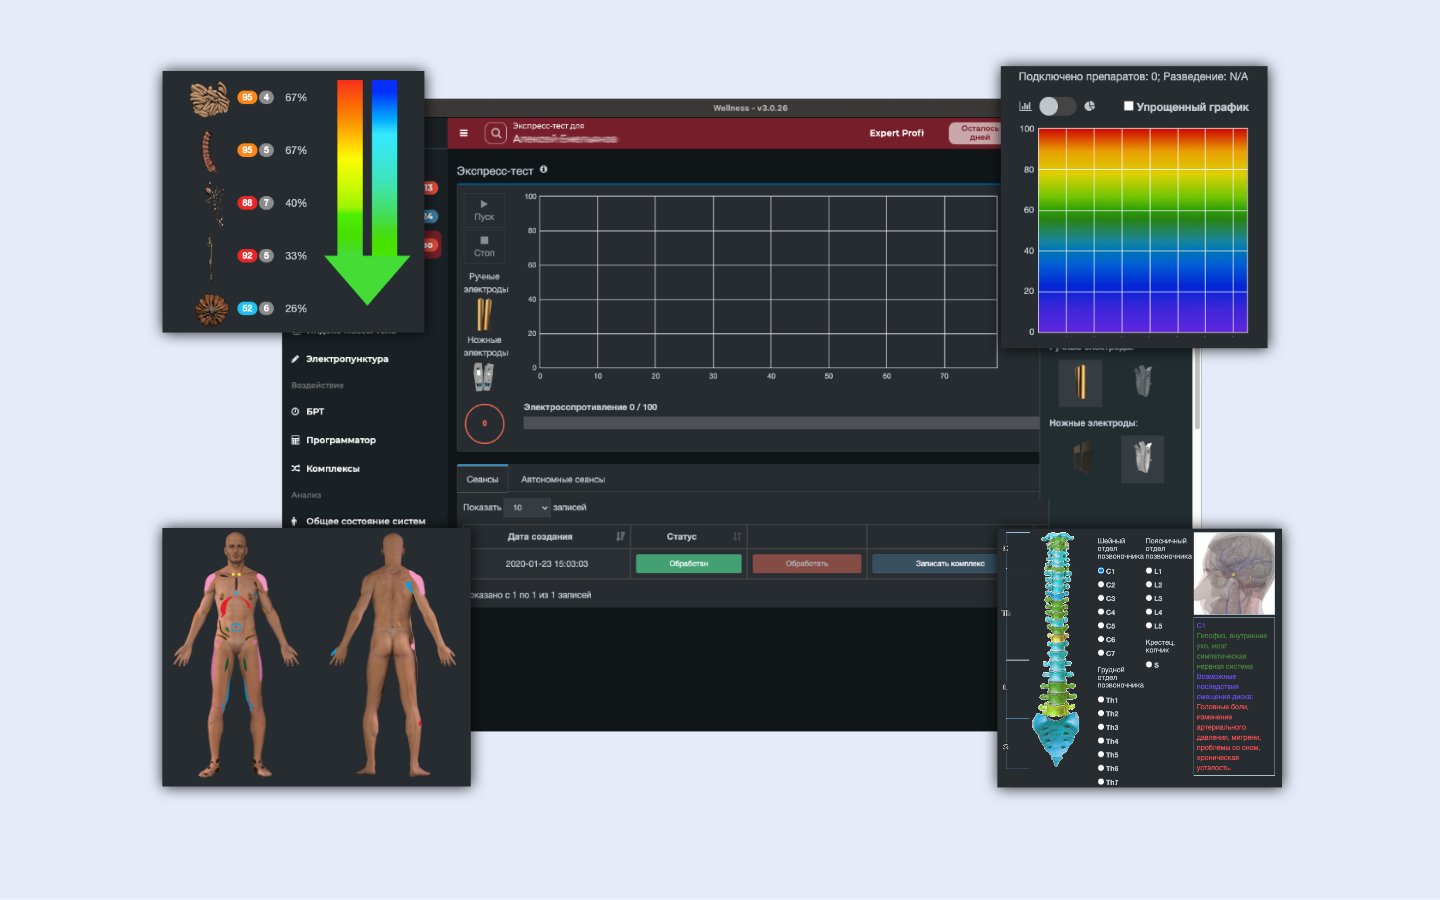 95 4 67%
95 5 67%
88 7 40%
92 5 33%
52 6 26%
Wellness - v3.0.26
Экспресс-тест для
Алексей Емельянов
Expert Profi
Осталось
дней
Экспресс-тест
Пуск
Стоп
Ручные
электроды
Ножные
электроды
100
80
60
40
20
0
0 10 20 30 40 50 60 70
0
Электросопротивление 0 / 100
Электропунктура
Воздействие
БРТ
Программатор
Комплексы
Анализ
Общее состояние систем
Сеансы
Автономные сеансы
Показать 10 записей
Дата создания
Статус
2020-01-23 15:03:03
Обработан
Обработать
Записать комплекс
оказано с 1 по 1 из 1 записей
Подключено препаратов: 0; Разведение: N/A
Упрощенный график
100
80
60
40
20
0
Ножные электроды:
Шейный
отдел
позвоночника
C1
C2
C3
C4
C5
C6
C7
Грудной
отдел
позвоночника
Th1
Th2
Th3
Th4
Th5
Th6
Th7
Поясничный
отдел
позвоночника
L1
L2
L3
L4
L5
Крестец,
копчик
S
C1
Гипофиз, внутреннее
ухо, мозг
симпатическая
нервная система
Возможные
последствия
смещения диска:
Головные боли,
изменение
артериального
давления, мигрени,
проблемы со сном,
хроническая
усталость.